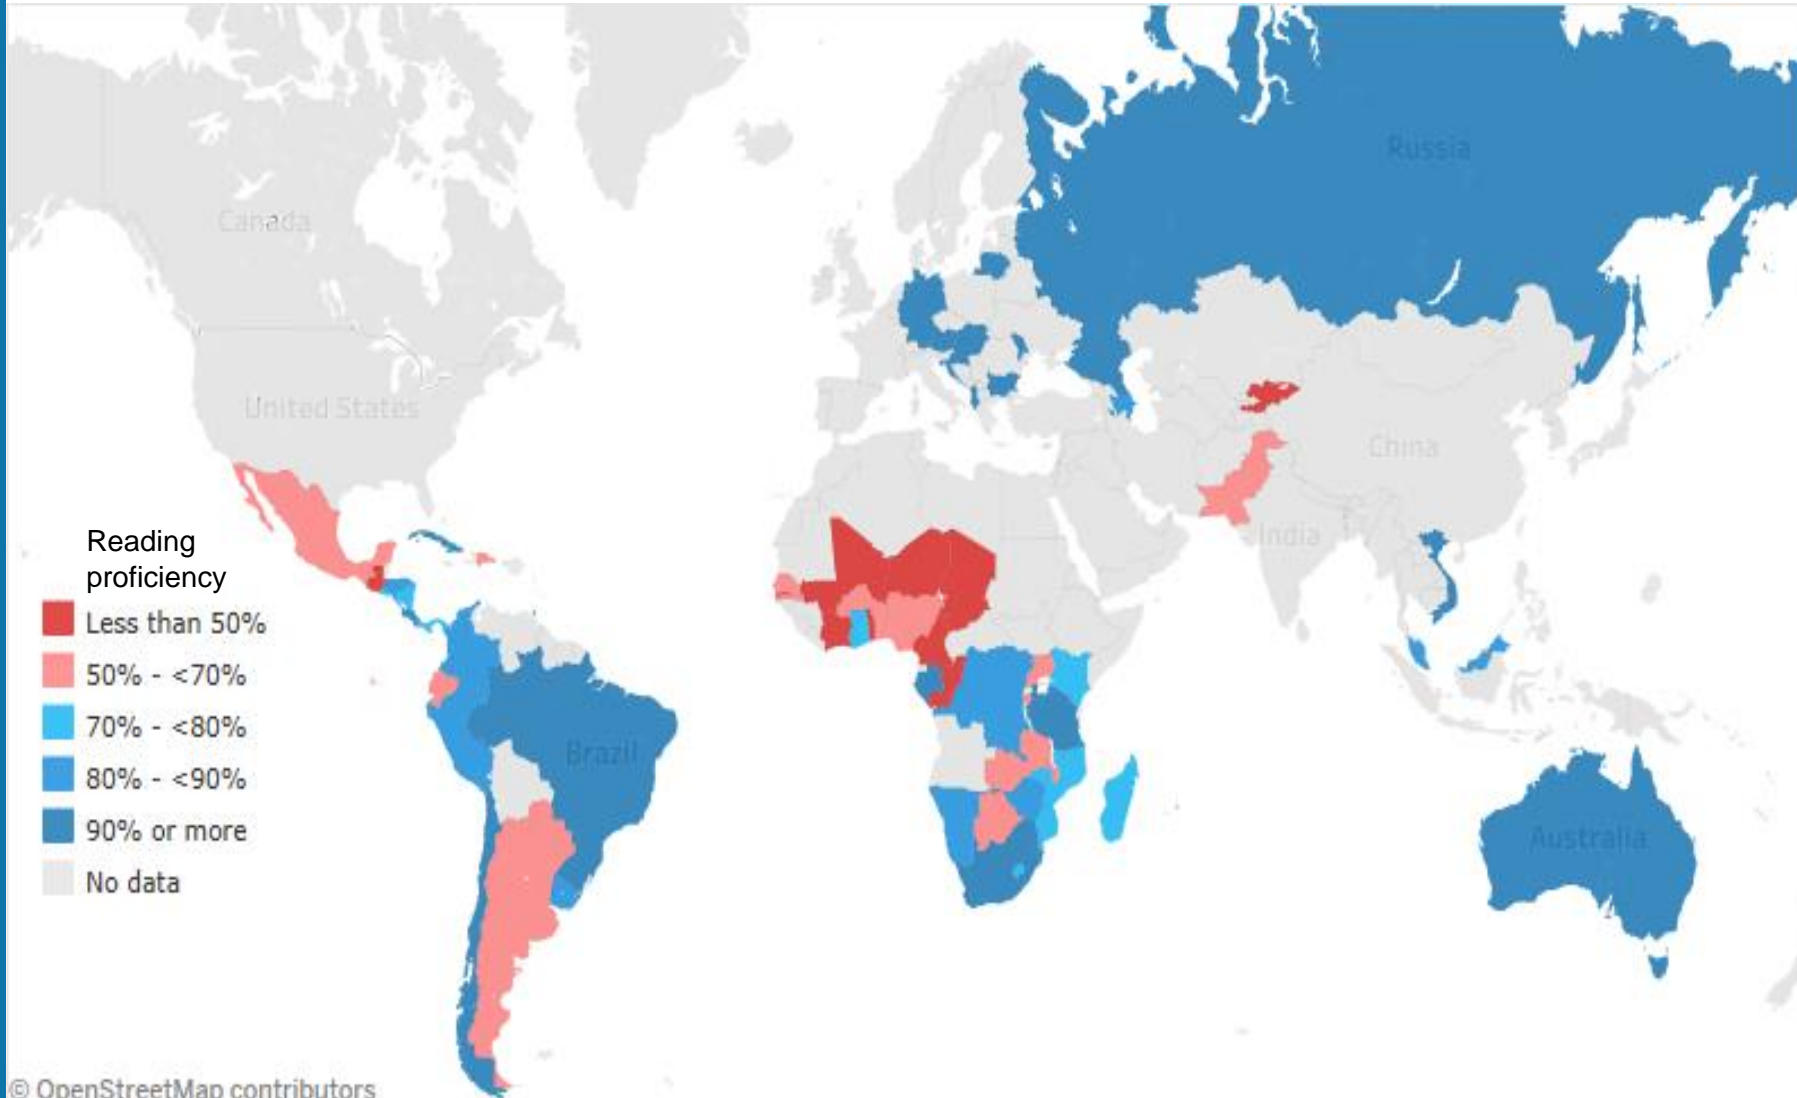 Russia
Canada
United States
China
India
Reading
proficiency
Less than 50%
50% - <70%
70% - <80%
80% - <90%
90% or more
No data
Brazil
Australia
© OpenStreetMap contributors